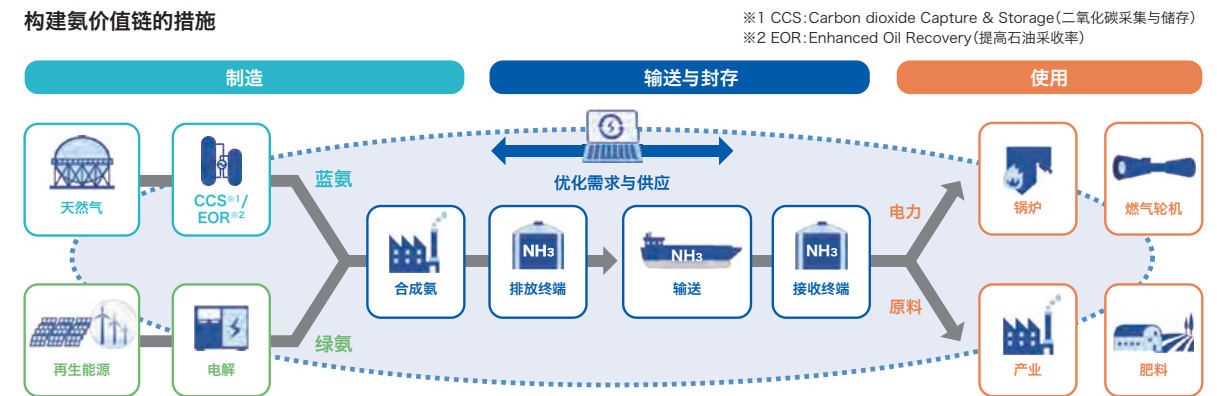 构建氨价值链的措施
※1 CCS:Carbon dioxide Capture & Storage(二氧化碳采集与储存)
※2 EOR:Enhanced Oil Recovery(提高石油采收率)
制造
输送与封存
使用
天然气
CCS※1/
EOR※2
蓝氨
再生能源
电解
绿氨
合成氨
优化需求与供应
NH3
排放终端
NH3
输送
NH3
接收终端
电力
原料
锅炉
燃气轮机
产业
肥料